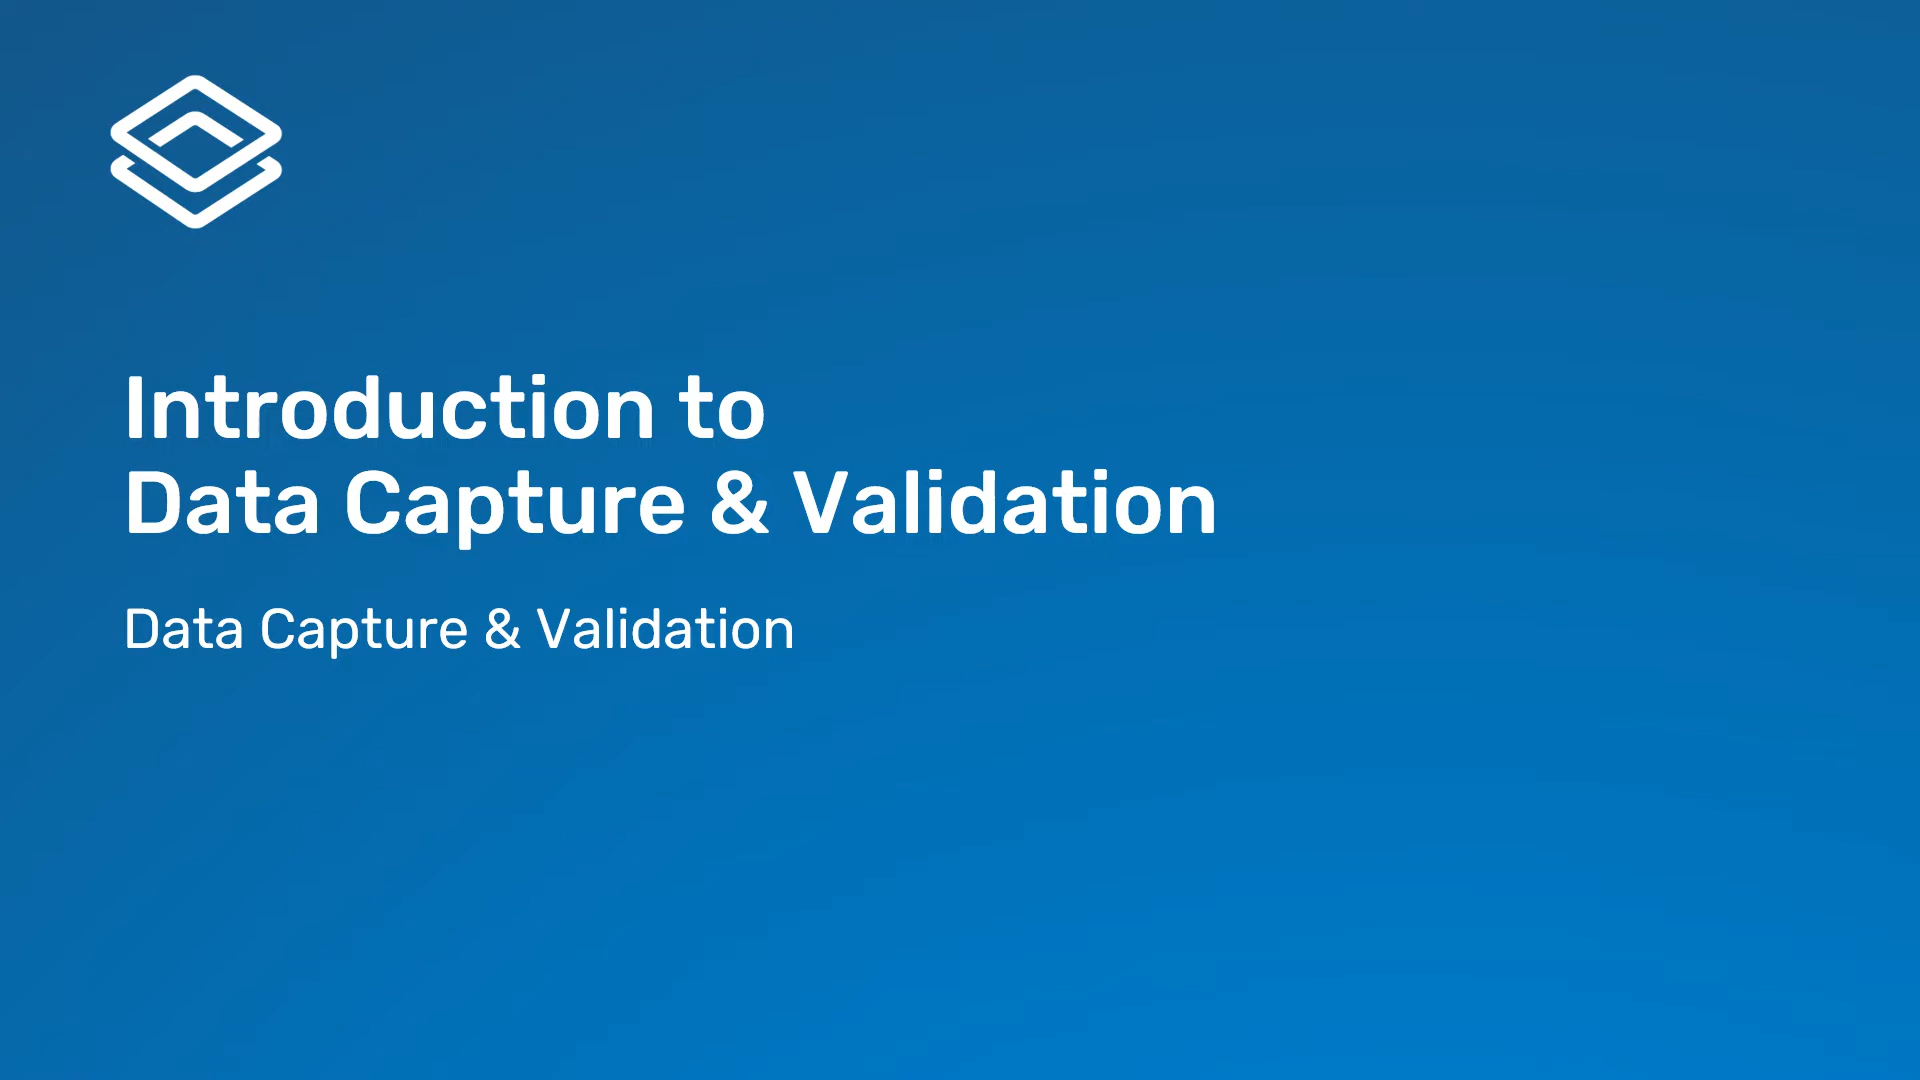 Introduction to
Data Capture & Validation
Data Capture & Validation